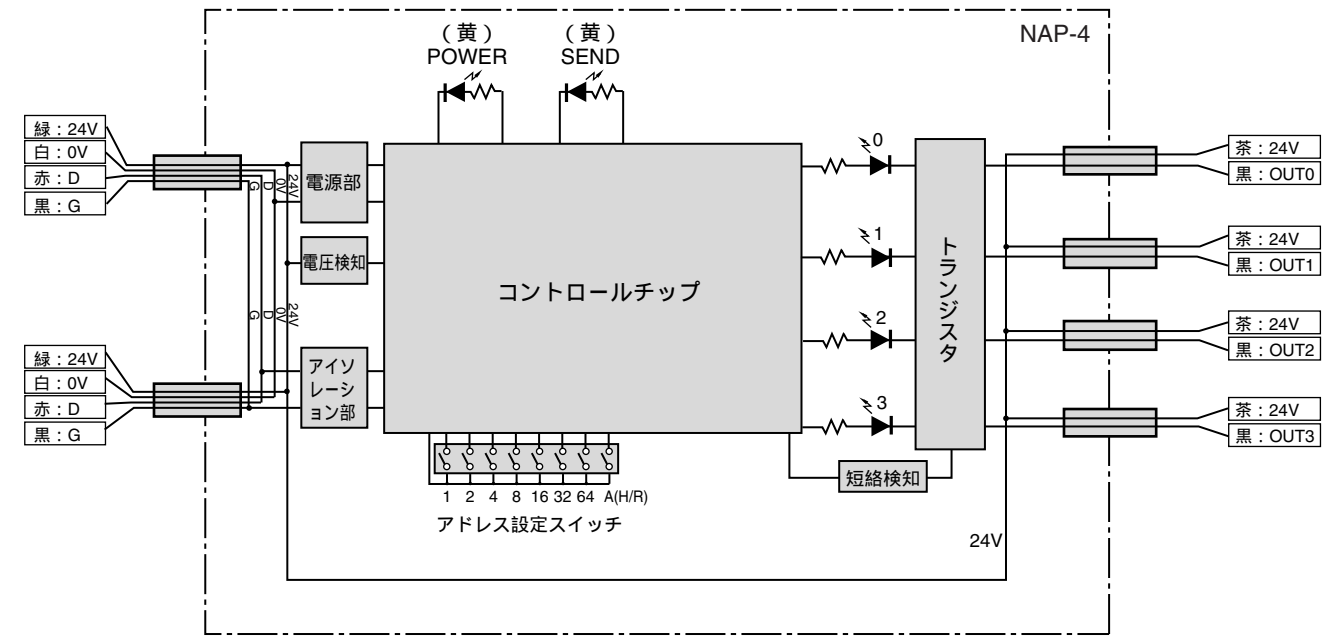 NAP-4
（黄）
POWER
（黄）
SEND
緑：24V
白：0V
赤：D
黒：G
24V
0V
D
G
電源部
電圧検知
24V
0V
D
G
緑：24V
白：0V
赤：D
黒：G
アイソ
レーシ
ョン部
コントロールチップ
0
1
2
3
トランジスタ
短絡検知
茶：24V
黒：OUT0
茶：24V
黒：OUT1
茶：24V
黒：OUT2
茶：24V
黒：OUT3
1 2 4 8 16 32 64 A(H/R)
アドレス設定スイッチ
24V